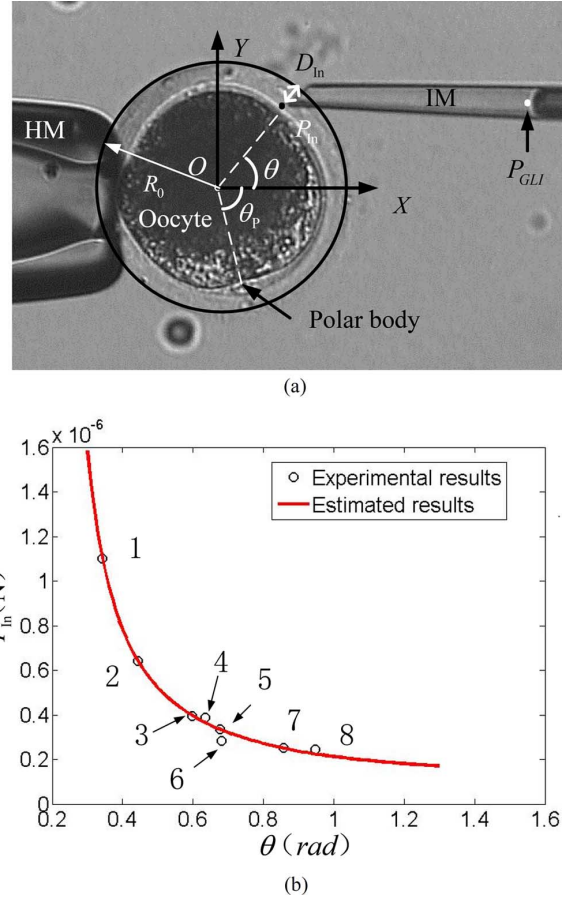 Y
D_In
HM
IM
P_In
P_GLI
O
θ
R_0
X
Oocyte
θ_P
Polar body
(a)
1.6 x 10^-6
1.4
1.2
1
0.8
0.6
0.4
0.2
0
Experimental results
Estimated results
1
2
3
4
5
6
7
8
0.2 0.4 0.6 0.8 1 1.2 1.4 1.6
θ (rad)
(b)